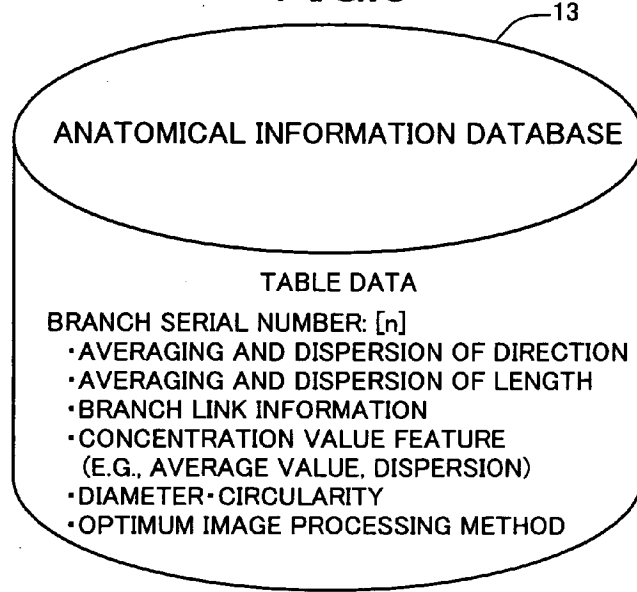 13
ANATOMICAL INFORMATION DATABASE
TABLE DATA
BRANCH SERIAL NUMBER: [n]
・AVERAGING AND DISPERSION OF DIRECTION
・AVERAGING AND DISPERSION OF LENGTH
・BRANCH LINK INFORMATION
・CONCENTRATION VALUE FEATURE
(E.G., AVERAGE VALUE, DISPERSION)
・DIAMETER・CIRCULARITY
・OPTIMUM IMAGE PROCESSING METHOD